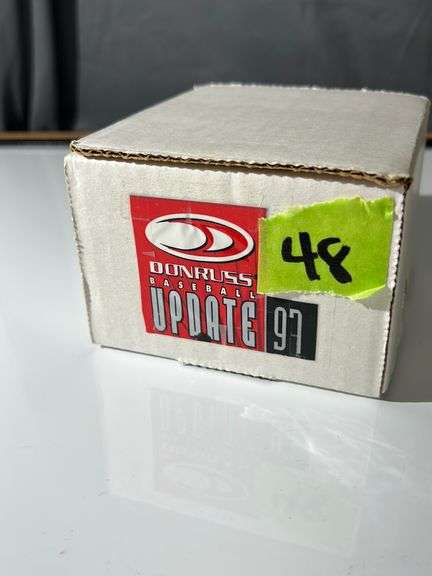 DONRUSS
BASEBALL
UPDATE 97
48